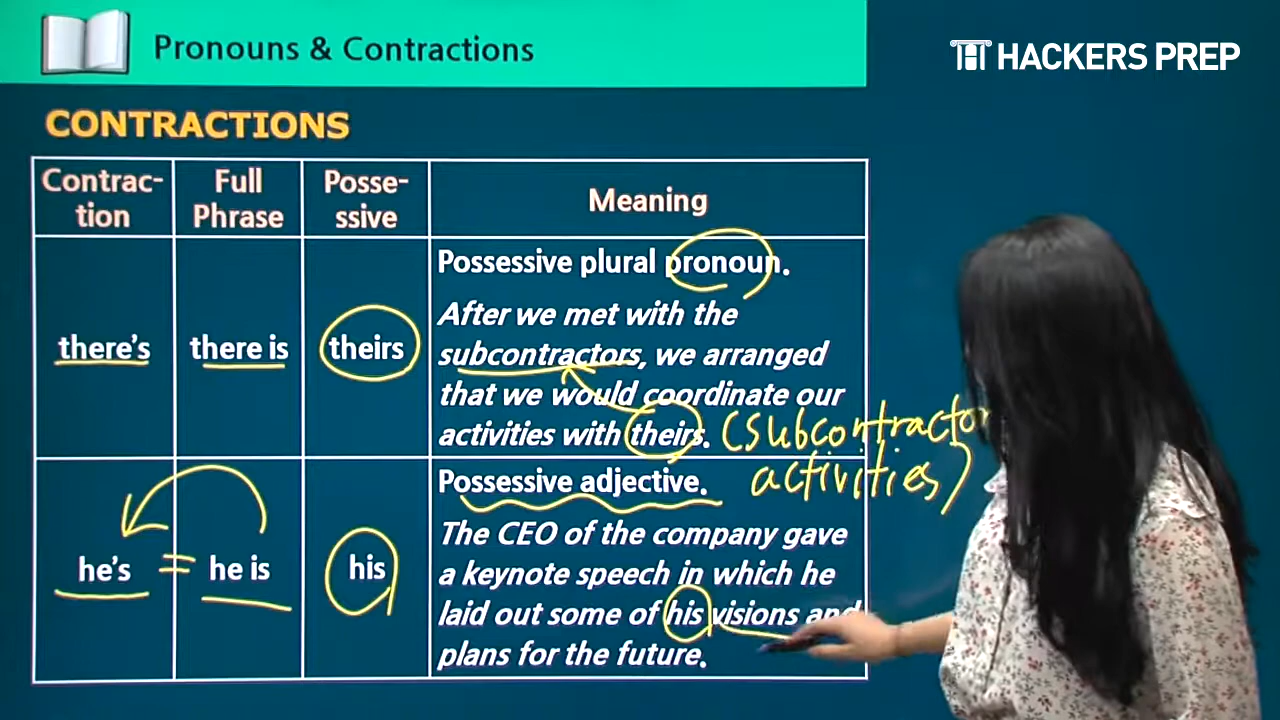 Pronouns & Contractions
HACKERS PREP
CONTRACTIONS
Contrac-
tion
Full
Phrase
Posse-
ssive
Meaning
there's
there is
theirs
Possessive plural pronoun.
After we met with the
subcontractors, we arranged
that we would coordinate our
activities with theirs.
(subcontractor
activities)
he's
=
he is
his
Possessive adjective.
The CEO of the company gave
a keynote speech in which he
laid out some of his visions and
plans for the future.